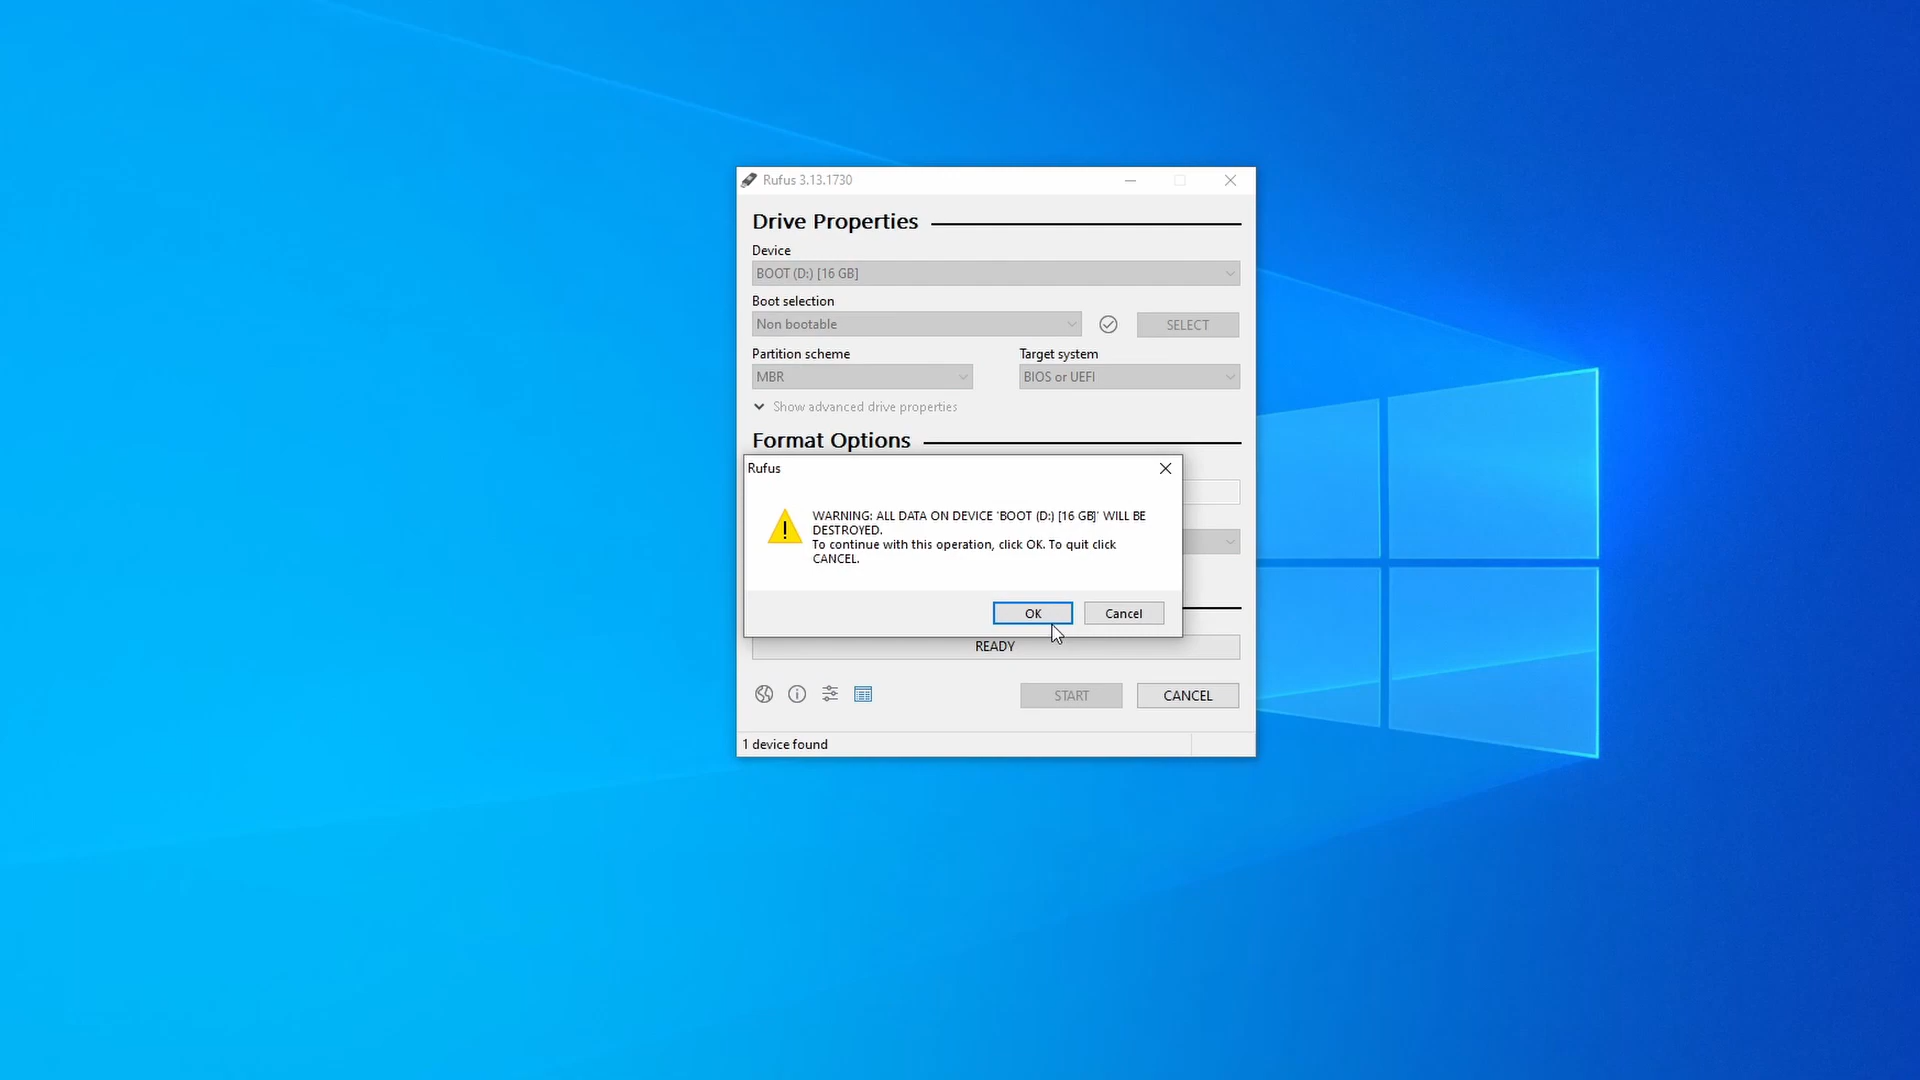 Rufus 3.13.1730
Drive Properties
Device
BOOT (D:) [16 GB]
Boot selection
Non bootable
SELECT
Partition scheme
Target system
MBR
BIOS or UEFI
Show advanced drive properties
Format Options
Rufus
WARNING: ALL DATA ON DEVICE 'BOOT (D:) [16 GB]' WILL BE
DESTROYED.
To continue with this operation, click OK. To quit click
CANCEL.
OK
Cancel
READY
START
CANCEL
1 device found